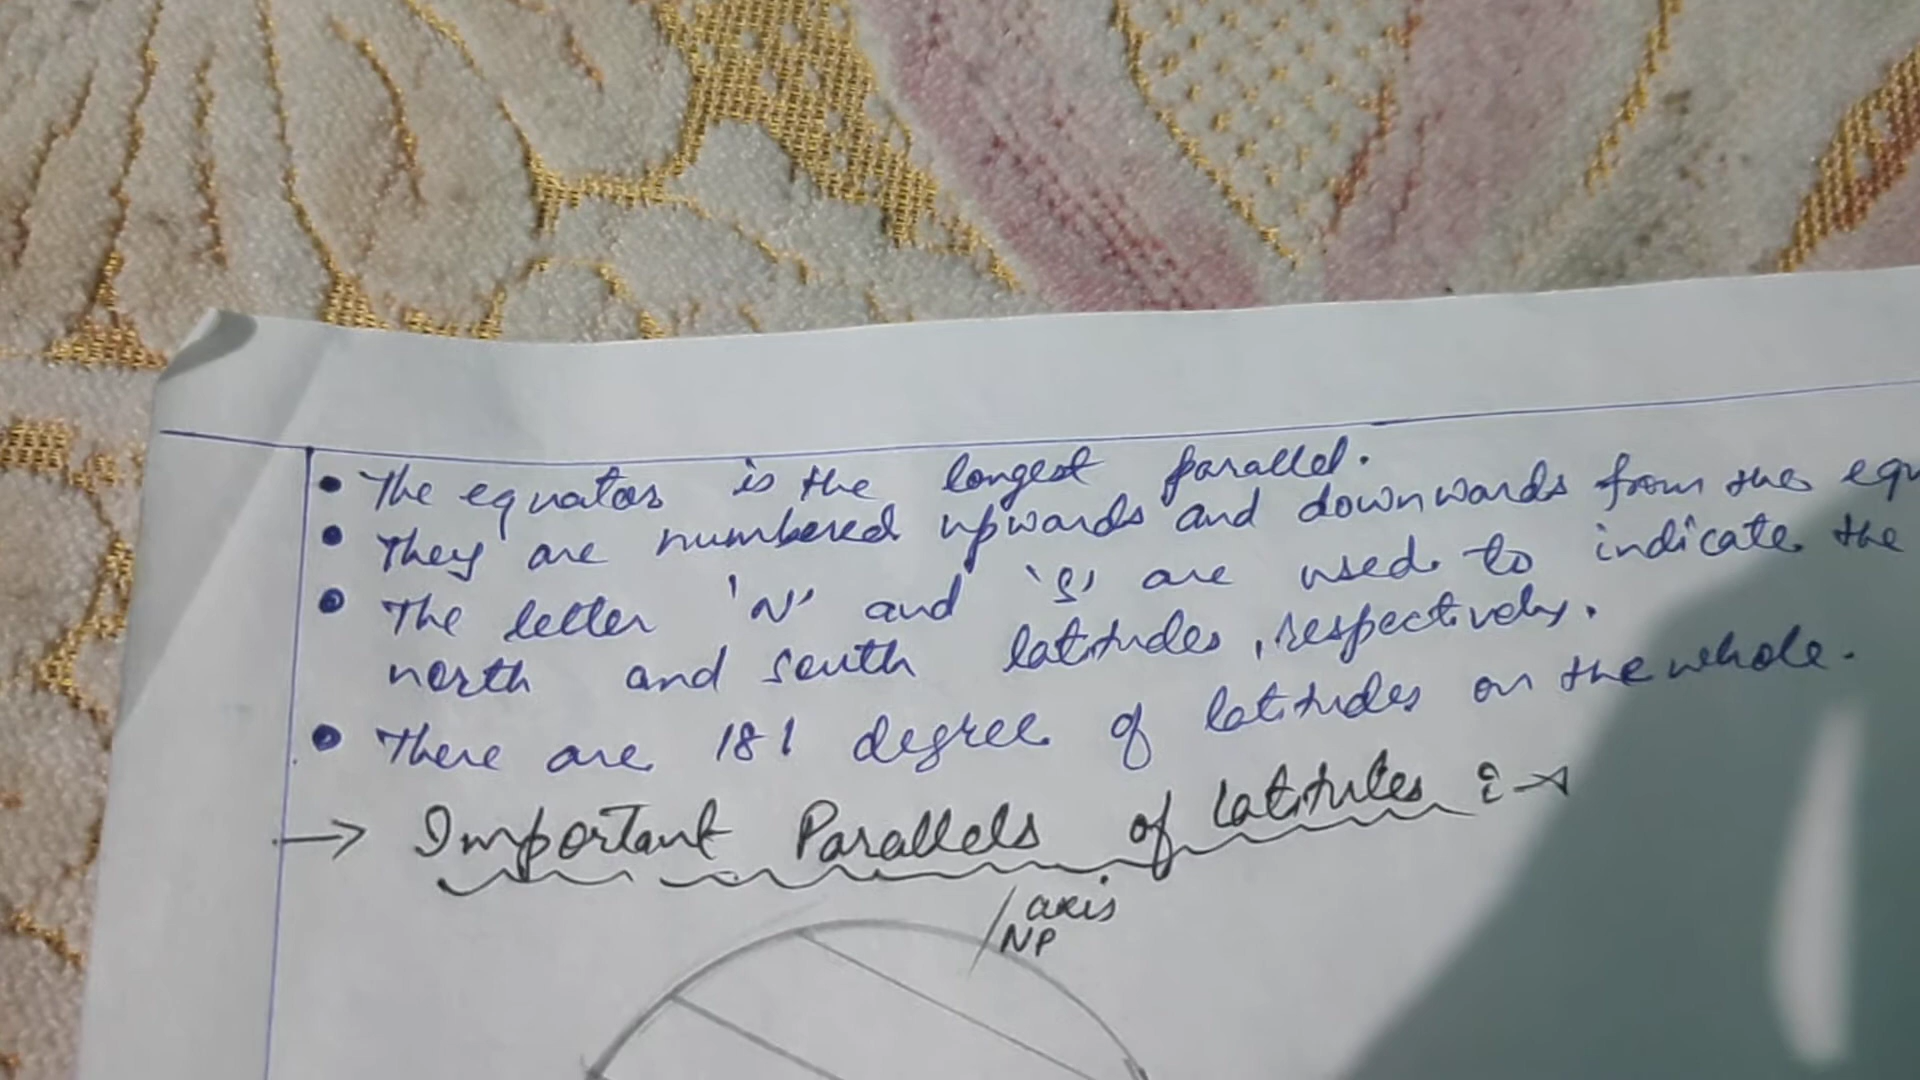 • The equator is the longest parallel.
• They are numbered upwards and downwards from the equ
• The letter 'N' and 'S' are used to indicate the
north and south latitudes, respectively.
• There are 181 degree of latitudes on the whole.
→ Important Parallels of Latitudes :→
axis
NP